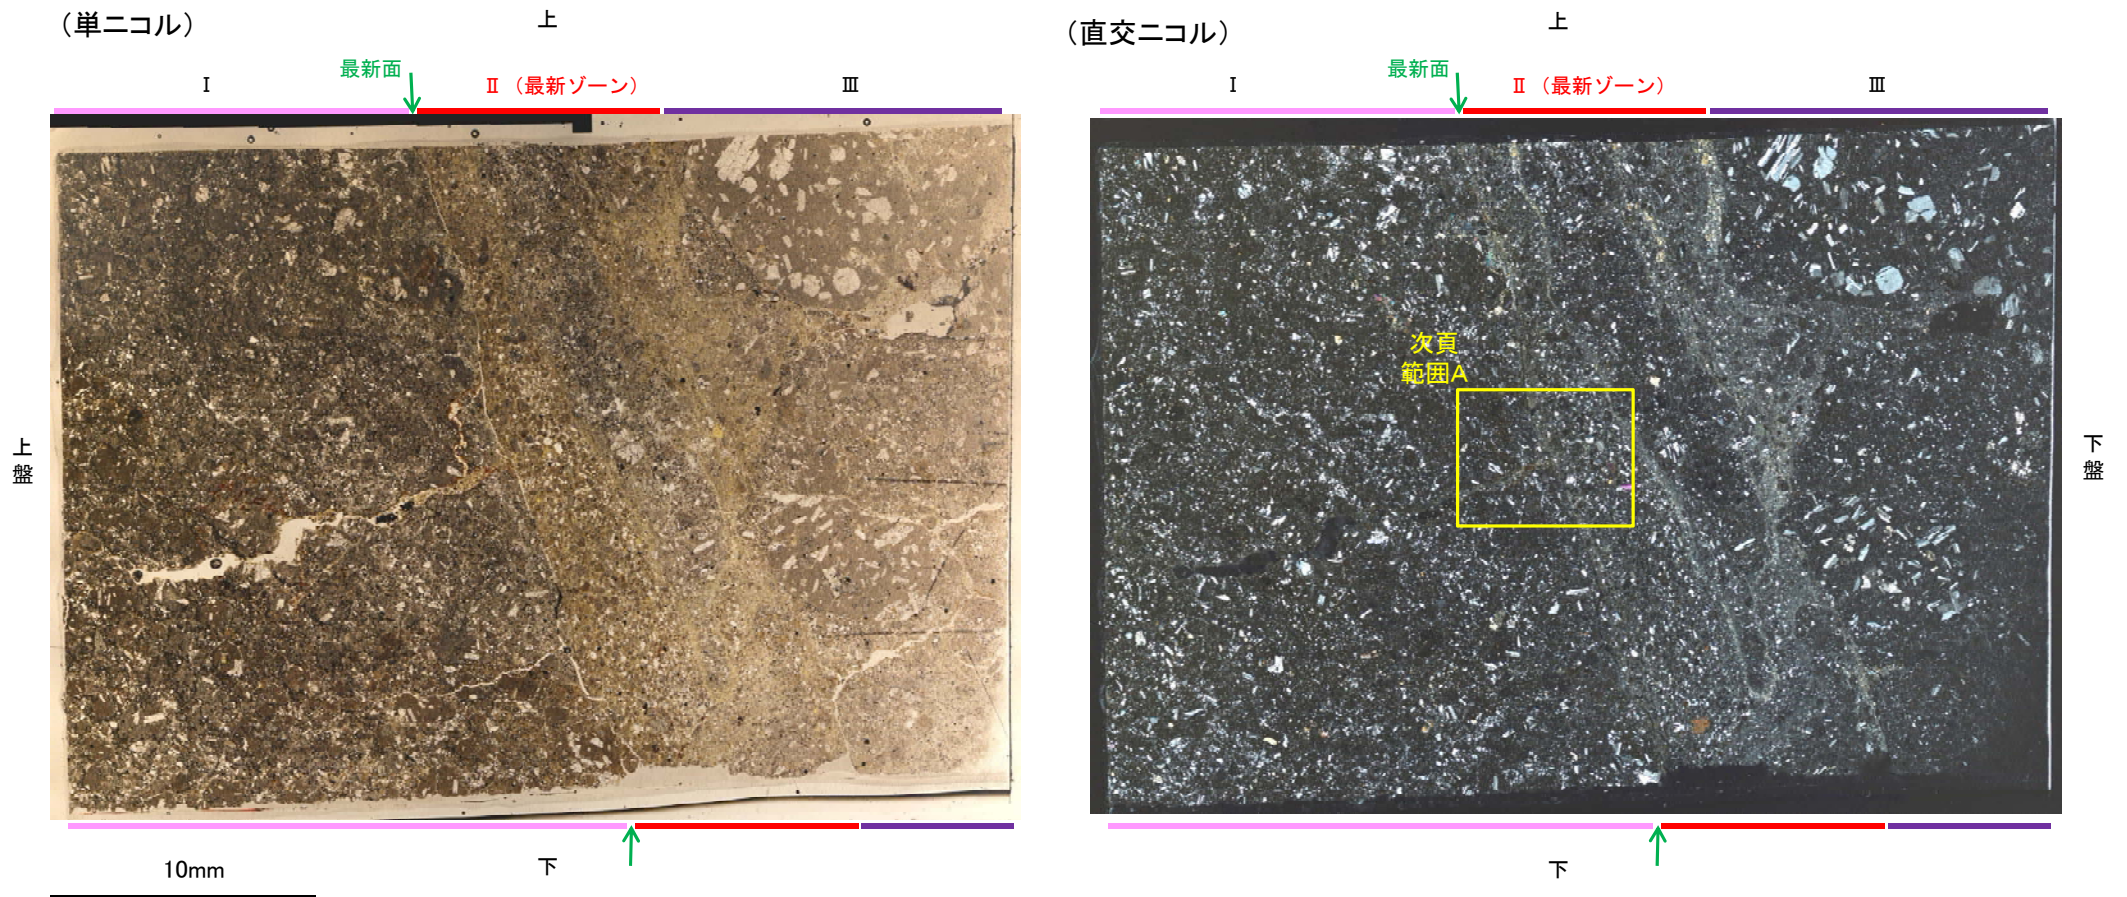 （単ニコル）
上
最新面
Ⅰ
Ⅱ（最新ゾーン）
Ⅲ
上盤
10mm
下
（直交ニコル）
上
最新面
Ⅰ
Ⅱ（最新ゾーン）
Ⅲ
次頁
範囲A
下盤
下